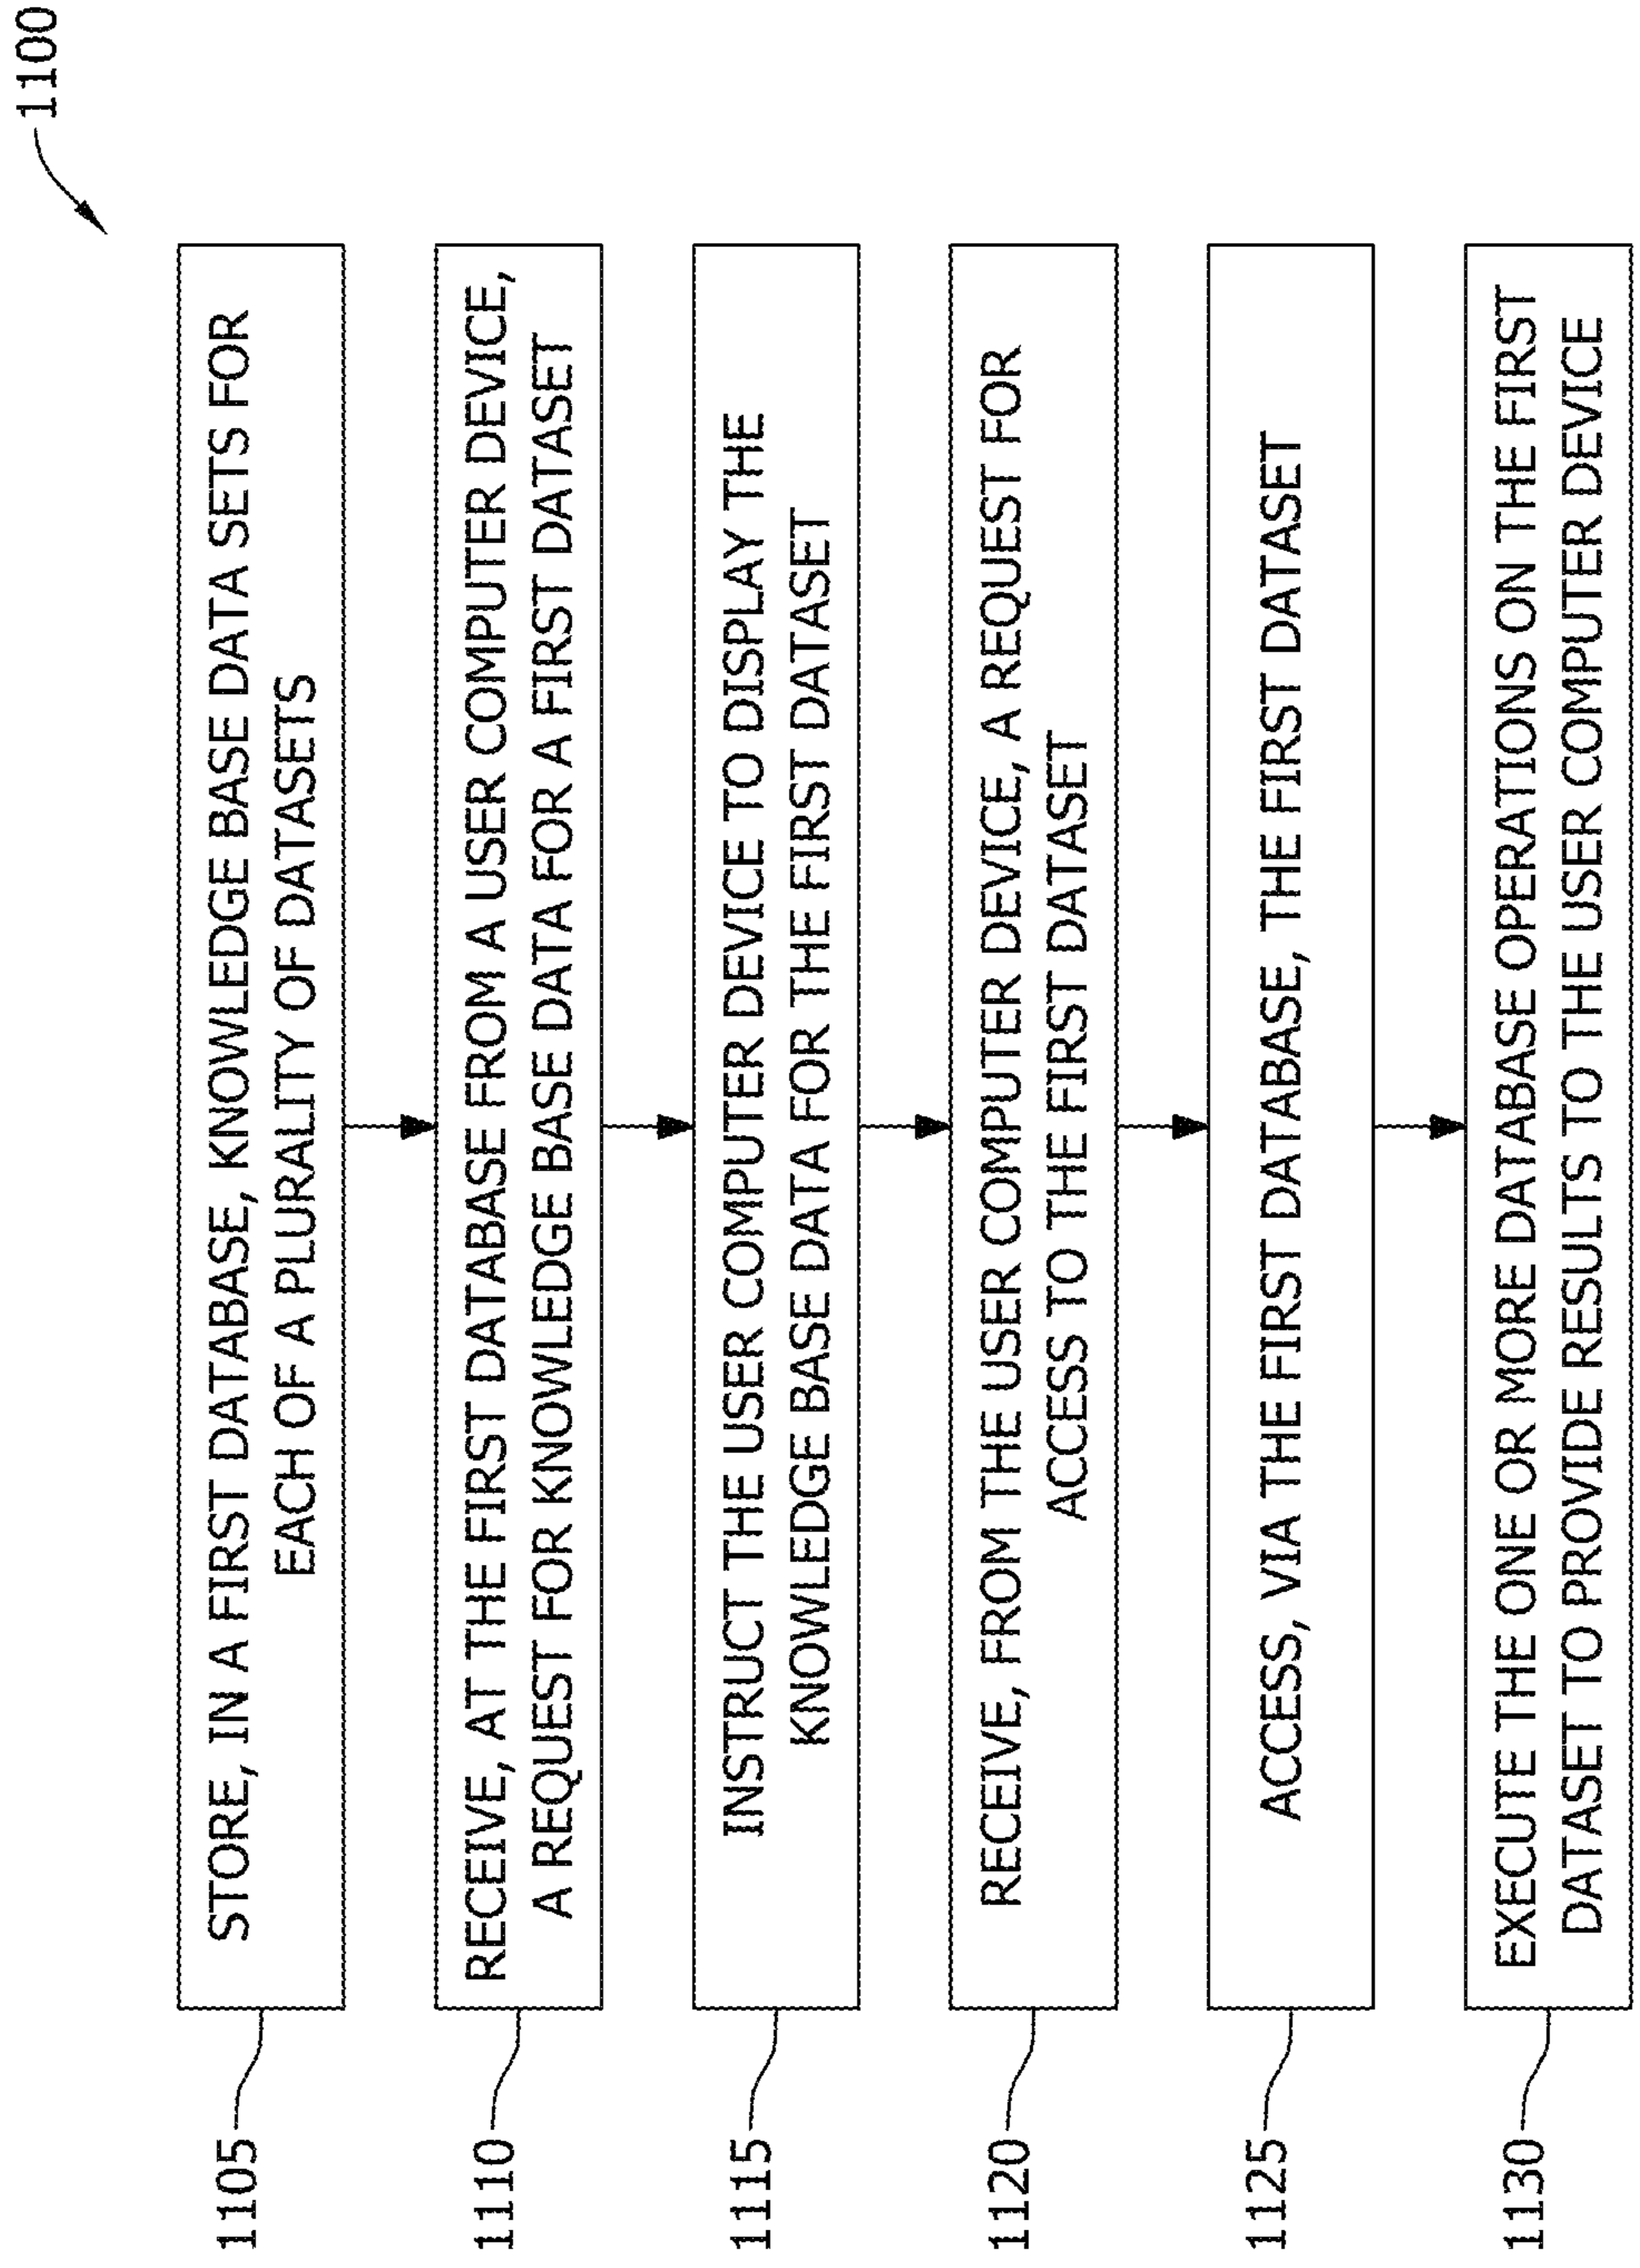 1100
1105
STORE, IN A FIRST DATABASE, KNOWLEDGE BASE DATA SETS FOR
EACH OF A PLURALITY OF DATASETS
1110
RECEIVE, AT THE FIRST DATABASE FROM A USER COMPUTER DEVICE,
A REQUEST FOR KNOWLEDGE BASE DATA FOR A FIRST DATASET
1115
INSTRUCT THE USER COMPUTER DEVICE TO DISPLAY THE
KNOWLEDGE BASE DATA FOR THE FIRST DATASET
1120
RECEIVE, FROM THE USER COMPUTER DEVICE, A REQUEST FOR
ACCESS TO THE FIRST DATASET
1125
ACCESS, VIA THE FIRST DATABASE, THE FIRST DATASET
1130
EXECUTE THE ONE OR MORE DATABASE OPERATIONS ON THE FIRST
DATASET TO PROVIDE RESULTS TO THE USER COMPUTER DEVICE